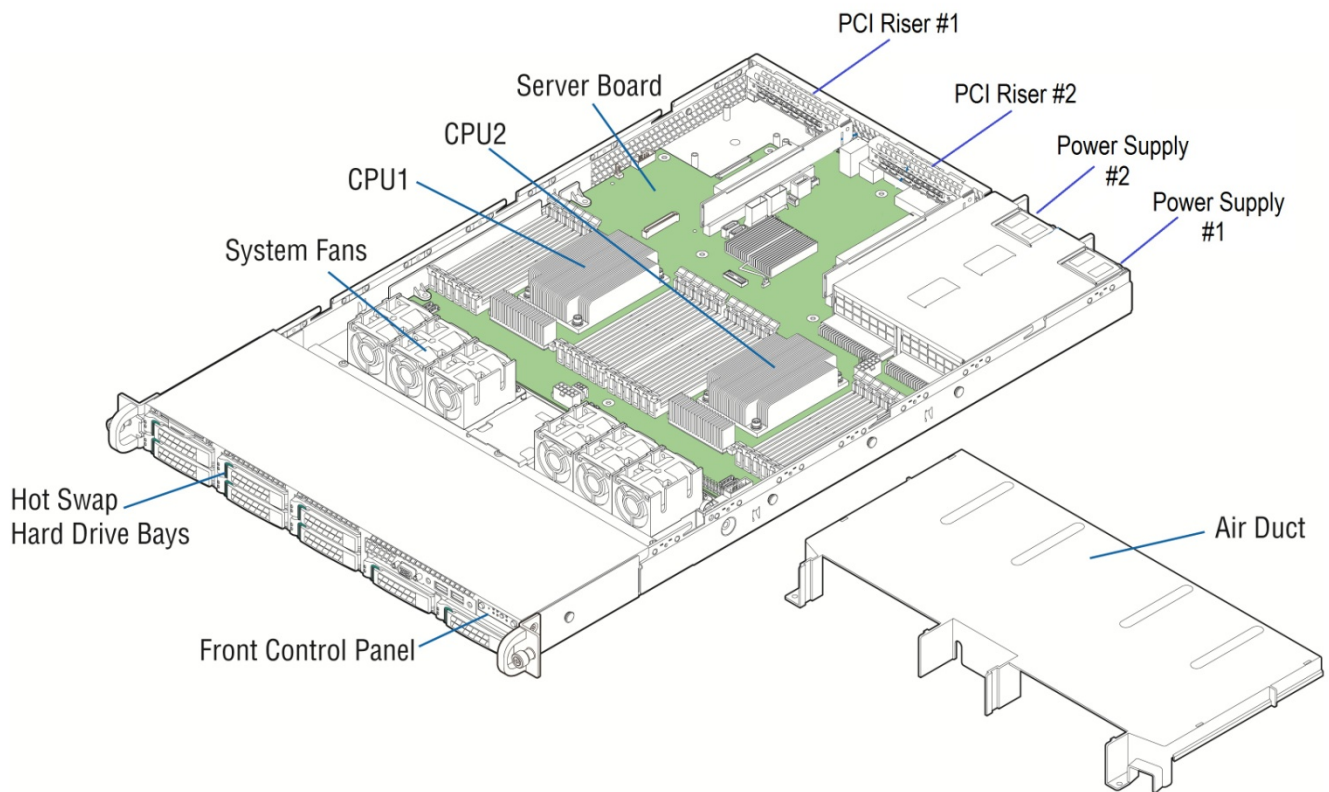 PCI Riser #1
PCI Riser #2
Server Board
Power Supply
#2
CPU2
CPU1
Power Supply
#1
System Fans
Hot Swap
Hard Drive Bays
Air Duct
Front Control Panel